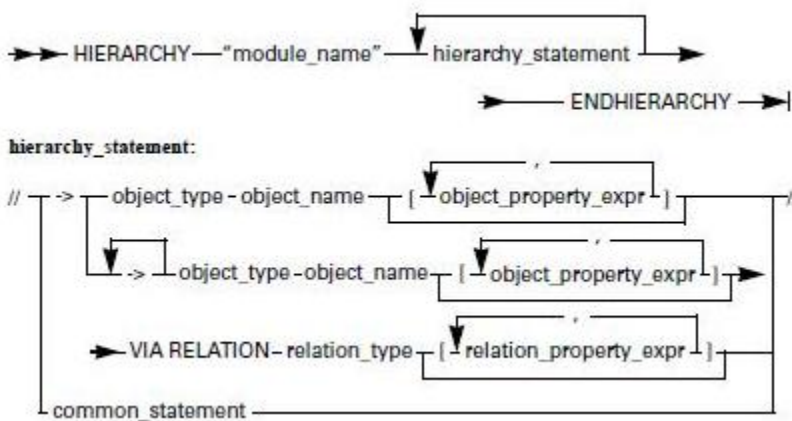 HIERARCHY "module_name" hierarchy_statement
ENDHIERARCHY
hierarchy_statement:
// -> object_type - object_name [ object_property_expr ] /
,
-> object_type - object_name [ object_property_expr ]
,
VIA RELATION - relation_type [ relation_property_expr ]
,
common_statement